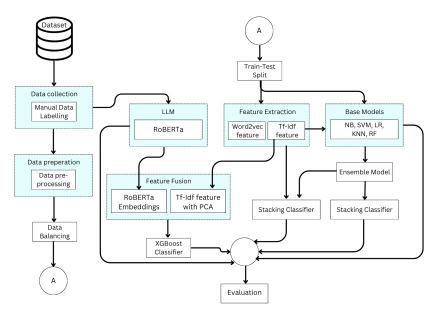 Dataset
Data collection
Manual Data
Labelling
Data preperation
Data pre-
processing
Data
Balancing
A
LLM
RoBERTa
Feature Fusion
RoBERTa
Embeddings
Tf-Idf feature
with PCA
XGBoost
Classifier
A
Train-Test
Split
Feature Extraction
Word2vec
feature
Tf-Idf
feature
Base Models
NB, SVM, LR,
KNN, RF
Ensemble Model
Stacking Classifier
Stacking Classifier
Evaluation